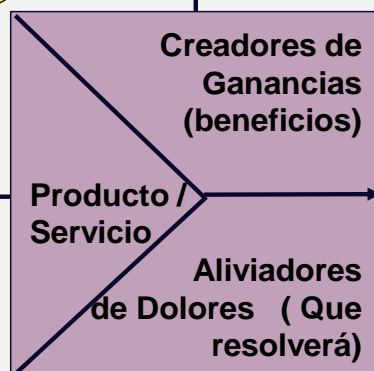 Creadores de
Ganancias
(beneficios)
Producto /
Servicio
Aliviadores
de Dolores ( Que
resolverá)